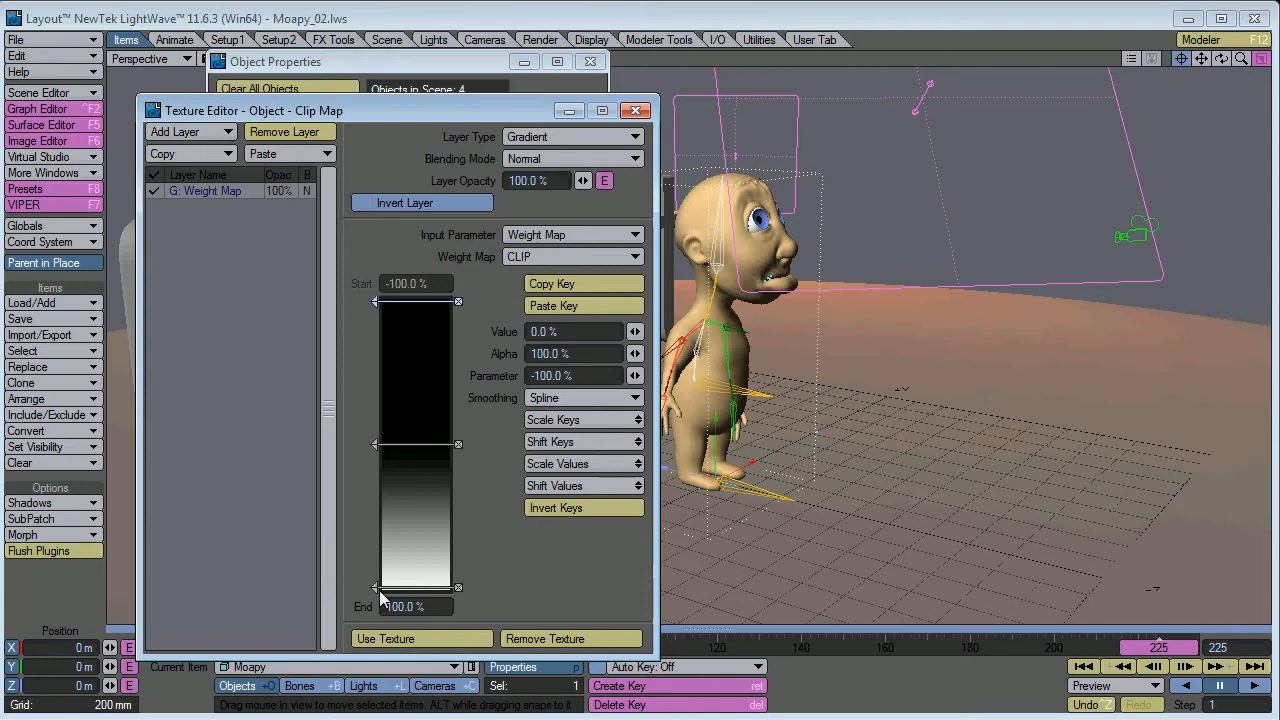 Layout™ NewTek LightWave™ 11.6.3 (Win64) - Moapy_02.lws
File
Items
Animate
Setup1
Setup2
FX Tools
Scene
Lights
Cameras
Render
Display
Modeler Tools
I/O
Utilities
User Tab
Modeler F12
Edit
Help
Perspective
Object Properties
Clear All Objects
Objects in Scene: 4
Scene Editor
Graph Editor ^F2
Surface Editor F5
Image Editor F6
Virtual Studio
More Windows
Presets F8
VIPER F7
Globals
Coord System
Parent in Place
Items
Load/Add
Save
Import/Export
Select
Replace
Clone
Arrange
Include/Exclude
Convert
Set Visibility
Clear
Options
Shadows
SubPatch
Morph
Flush Plugins
Texture Editor - Object - Clip Map
Add Layer
Remove Layer
Copy
Paste
Layer Name Opac B
G: Weight Map 100% N
Layer Type Gradient
Blending Mode Normal
Layer Opacity 100.0 % E
Invert Layer
Input Parameter Weight Map
Weight Map CLIP
Start -100.0 %
Copy Key
Paste Key
Value 0.0 %
Alpha 100.0 %
Parameter -100.0 %
Smoothing Spline
Scale Keys
Shift Keys
Scale Values
Shift Values
Invert Keys
End 100.0 %
Use Texture
Remove Texture
Position
X 0 m E
Y 0 m E
Z 0 m E
Grid: 200 mm
120 140 160 180 200 225 225
Current Item Moapy
Properties p
Auto Key: Off
Objects +O
Bones +B
Lights +L
Cameras +C
Sel: 1
Create Key ret
Delete Key del
Drag mouse in view to move selected items. ALT while dragging snaps to it
Preview
Undo ^Z
Redo
Step 1